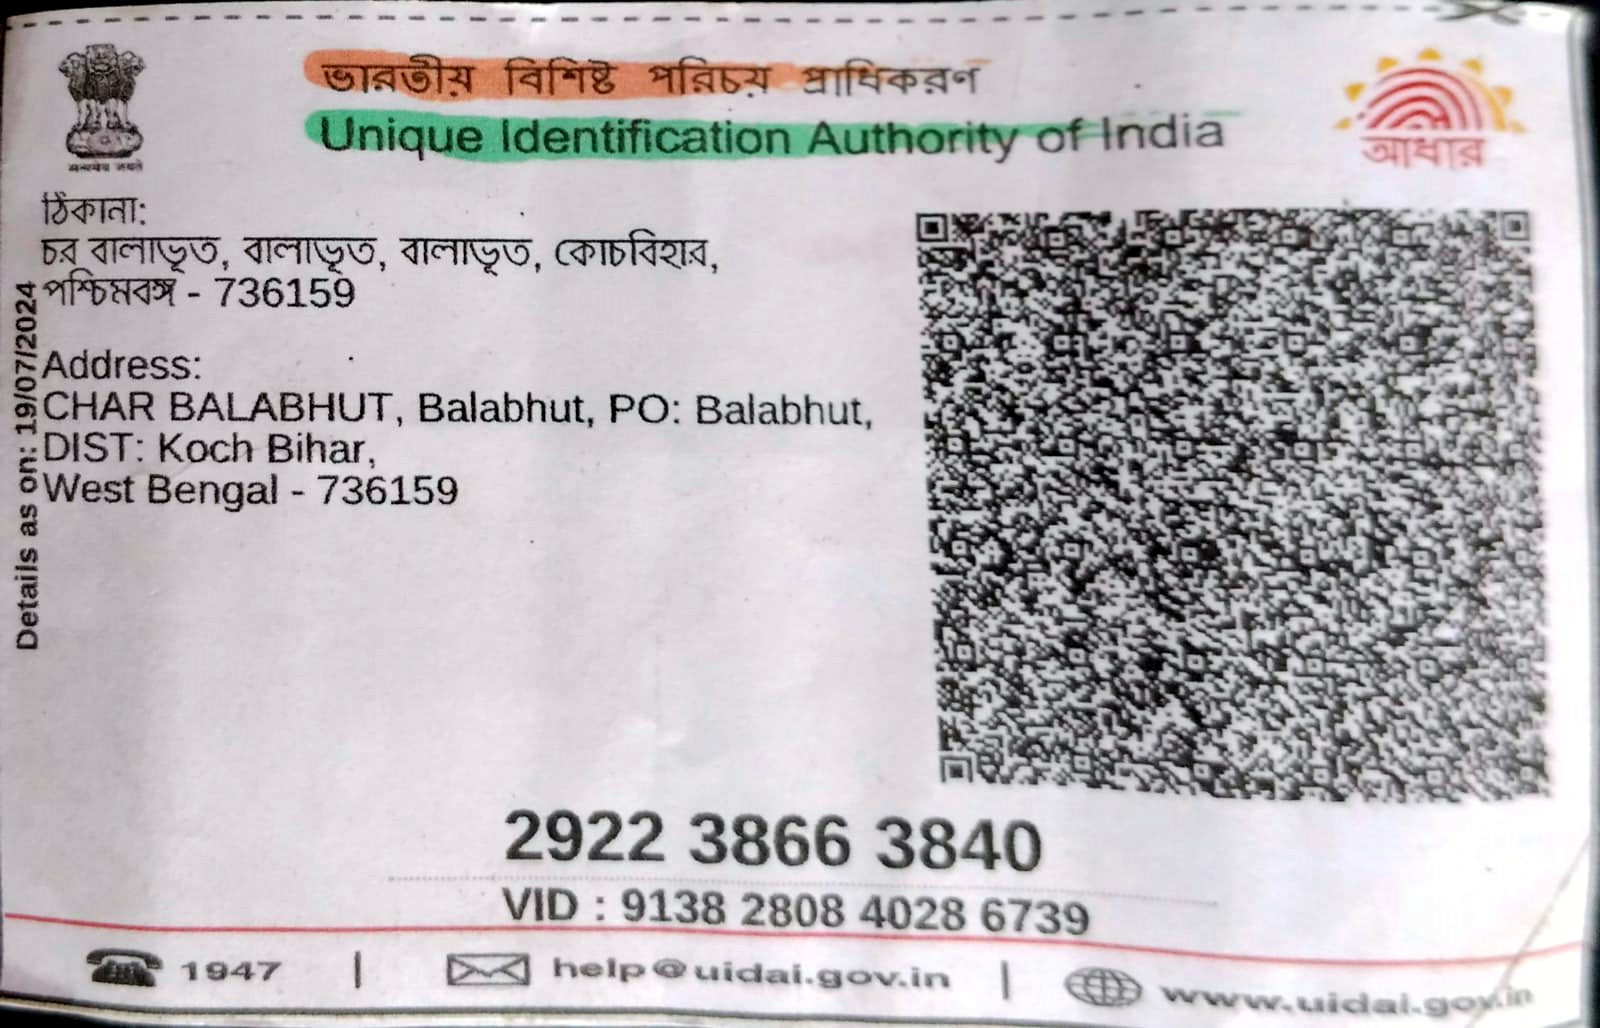 ভারতীয় বিশিষ্ট পরিচয় প্রাধিকরণ
Unique Identification Authority of India
আধার
ঠিকানা:
চর বালাভূত, বালাভূত, বালাভূত, কোচবিহার,
পশ্চিমবঙ্গ - 736159
Address:
CHAR BALABHUT, Balabhut, PO: Balabhut,
DIST: Koch Bihar,
West Bengal - 736159
Details as on: 19/07/2024
2922 3866 3840
VID : 9138 2808 4028 6739
1947 | help@uidai.gov.in | www.uidai.gov.in